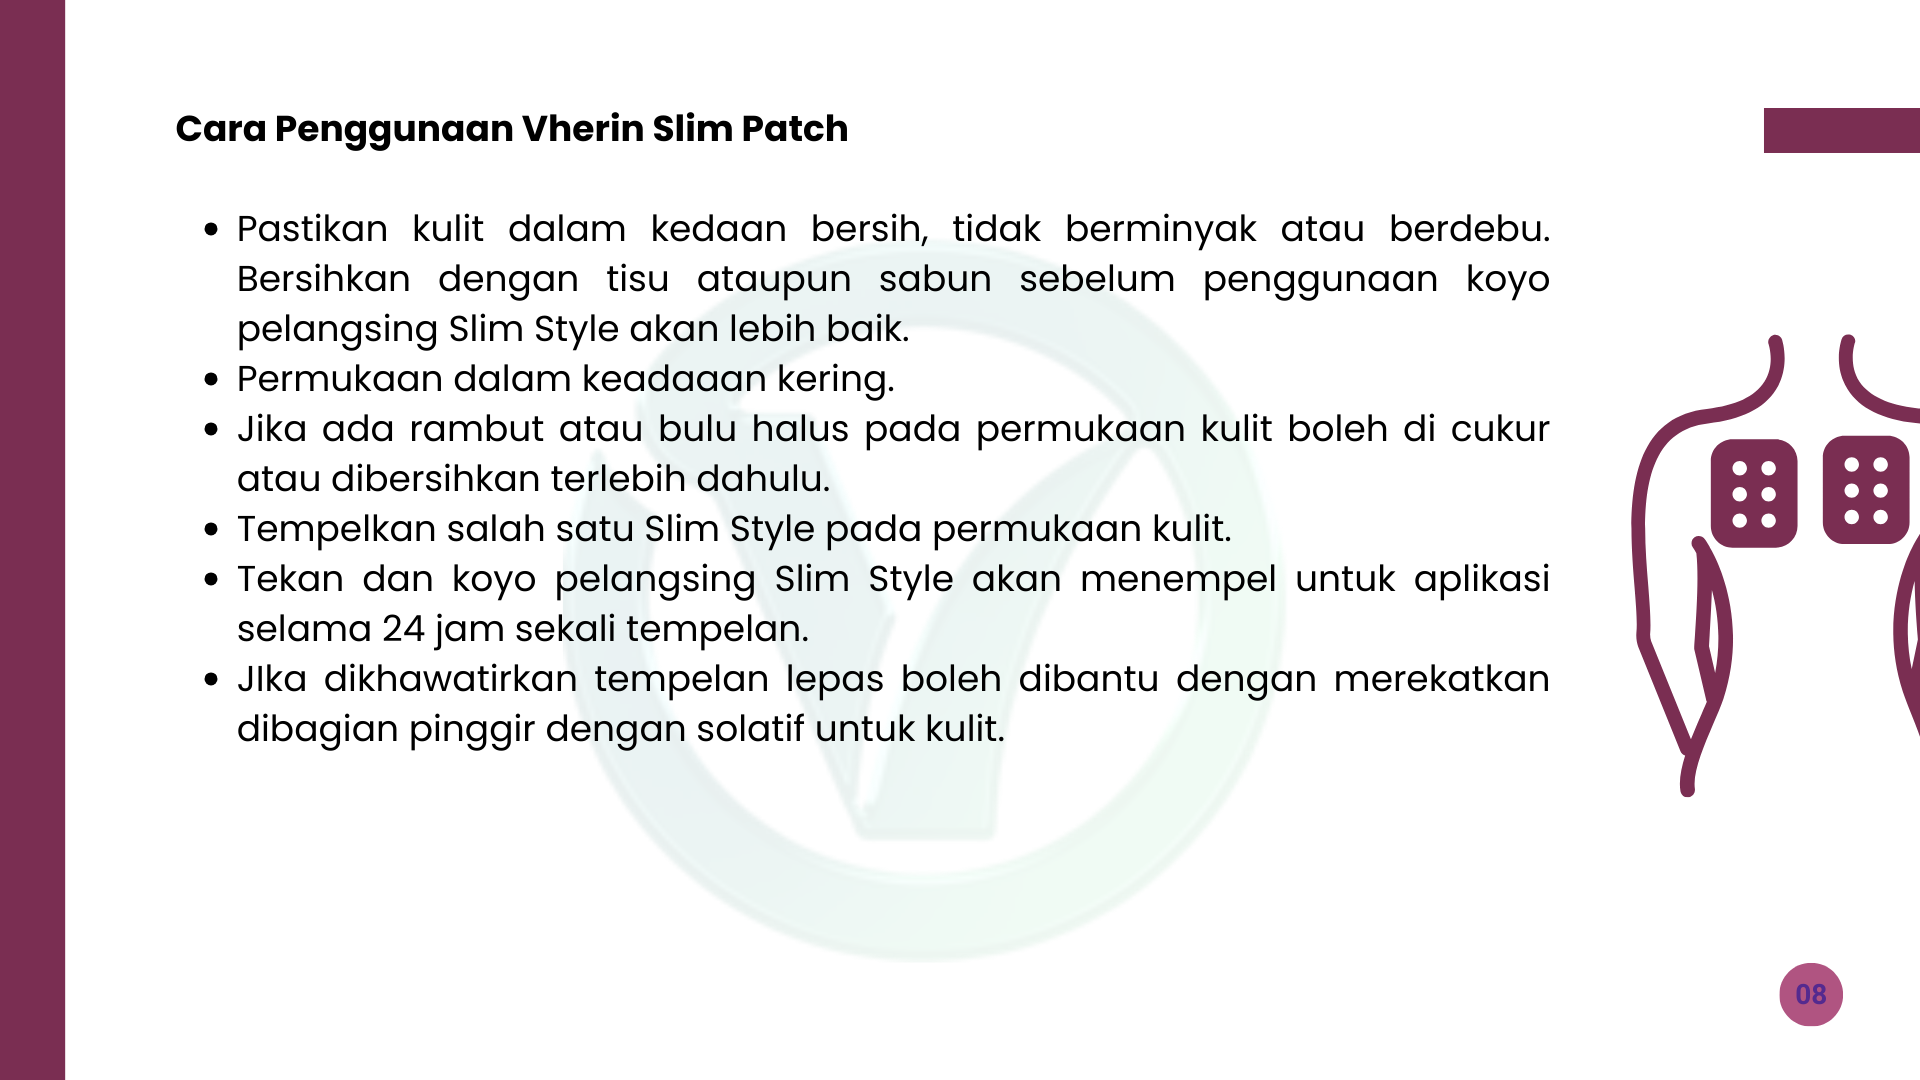 Cara Penggunaan Vherin Slim Patch
• Pastikan kulit dalam kedaan bersih, tidak berminyak atau berdebu.
Bersihkan dengan tisu ataupun sabun sebelum penggunaan koyo
pelangsing Slim Style akan lebih baik.
• Permukaan dalam keadaaan kering.
• Jika ada rambut atau bulu halus pada permukaan kulit boleh di cukur
atau dibersihkan terlebih dahulu.
• Tempelkan salah satu Slim Style pada permukaan kulit.
• Tekan dan koyo pelangsing Slim Style akan menempel untuk aplikasi
selama 24 jam sekali tempelan.
• JIka dikhawatirkan tempelan lepas boleh dibantu dengan merekatkan
dibagian pinggir dengan solatif untuk kulit.
08